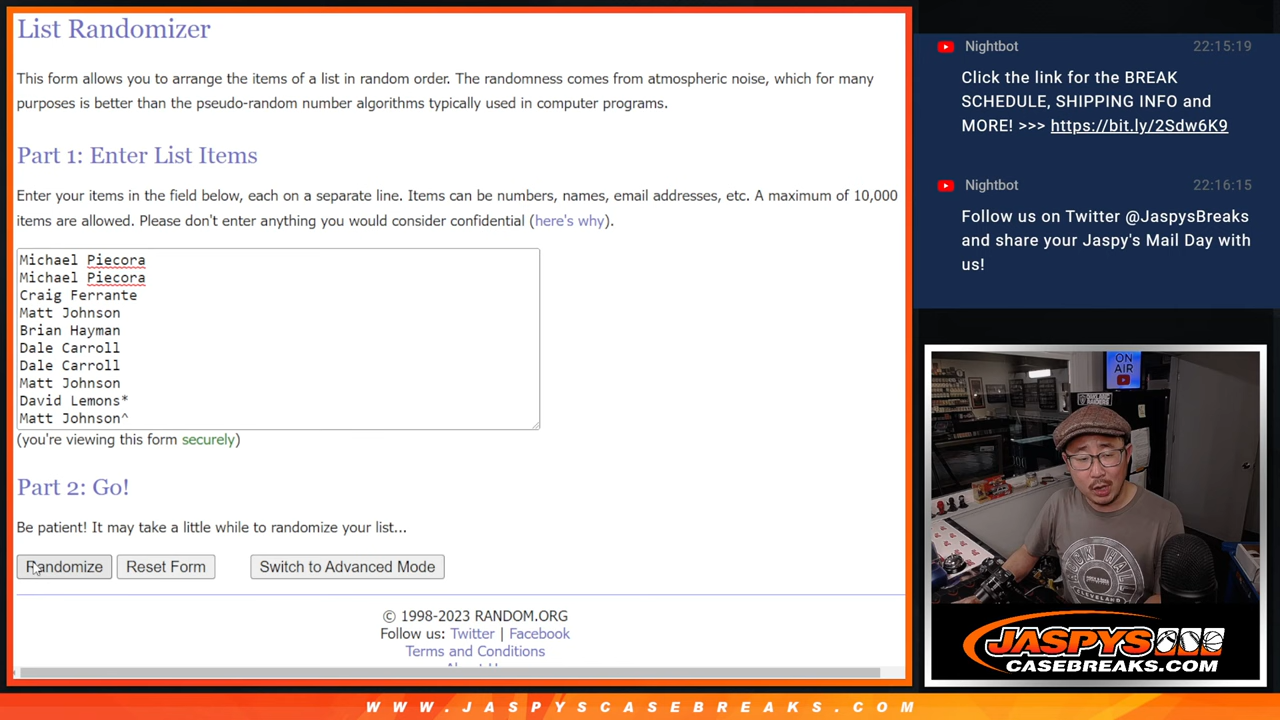 List Randomizer
This form allows you to arrange the items of a list in random order. The randomness comes from atmospheric noise, which for many
purposes is better than the pseudo-random number algorithms typically used in computer programs.
Part 1: Enter List Items
Enter your items in the field below, each on a separate line. Items can be numbers, names, email addresses, etc. A maximum of 10,000
items are allowed. Please don't enter anything you would consider confidential (here's why).
Michael Piecora
Michael Piecora
Craig Ferrante
Matt Johnson
Brian Hayman
Dale Carroll
Dale Carroll
Matt Johnson
David Lemons*
Matt Johnson^
(you're viewing this form securely)
Part 2: Go!
Be patient! It may take a little while to randomize your list...
Randomize Reset Form Switch to Advanced Mode
© 1998-2023 RANDOM.ORG
Follow us: Twitter | Facebook
Terms and Conditions
Nightbot 22:15:19
Click the link for the BREAK
SCHEDULE, SHIPPING INFO and
MORE! >>> https://bit.ly/2Sdw6K9
Nightbot 22:16:15
Follow us on Twitter @JaspysBreaks
and share your Jaspy's Mail Day with
us!
ON
AIR
CLEVELAND
JASPYS
CASEBREAKS.COM
WWW.JASPYSCASEBREAKS.COM